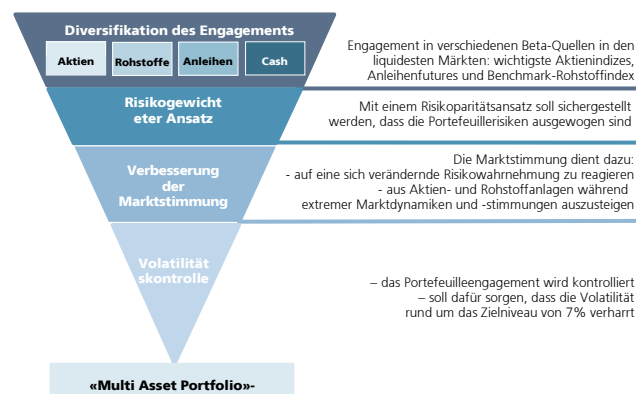 Diversifikation des Engagements
Aktien
Rohstoffe
Anleihen
Cash
Engagement in verschiedenen Beta-Quellen in den
liquidesten Märkten: wichtigste Aktienindizes,
Anleihenfutures und Benchmark-Rohstoffindex
Risikogewicht
eter Ansatz
Mit einem Risikoparitätsansatz soll sichergestellt
werden, dass die Portefeuillerisiken ausgewogen sind
Verbesserung
der
Marktstimmung
Die Marktstimmung dient dazu:
- auf eine sich verändernde Risikowahrnehmung zu reagieren
- aus Aktien- und Rohstoffanlagen während
extremer Marktdynamiken und -stimmungen auszusteigen
Volatilität
skontrolle
– das Portefeuilleengagement wird kontrolliert
– soll dafür sorgen, dass die Volatilität
rund um das Zielniveau von 7% verharrt
«Multi Asset Portfolio»-